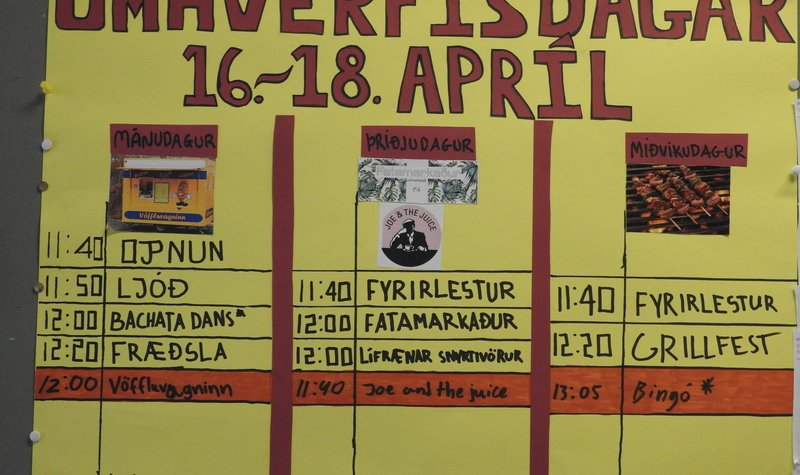 UMHVERFISDAGAR
16.-18. APRÍL
MÁNUDAGUR
Vöffluvagninn
11:40 OPNUN
11:50 LJÓÐ
12:00 BACHATA DANS*
12:20 FRÆÐSLA
12:00 Vöffluvagninn
ÞRIÐJUDAGUR
Fatamarkaður
JOE & THE JUICE
11:40 FYRIRLESTUR
12:00 FATAMARKAÐUR
12:00 LÍFRÆNAR SNYRTIVÖRUR
11:40 Joe and the juice
MIÐVIKUDAGUR
11:40 FYRIRLESTUR
12:20 GRILLFEST
13:05 Bingó*